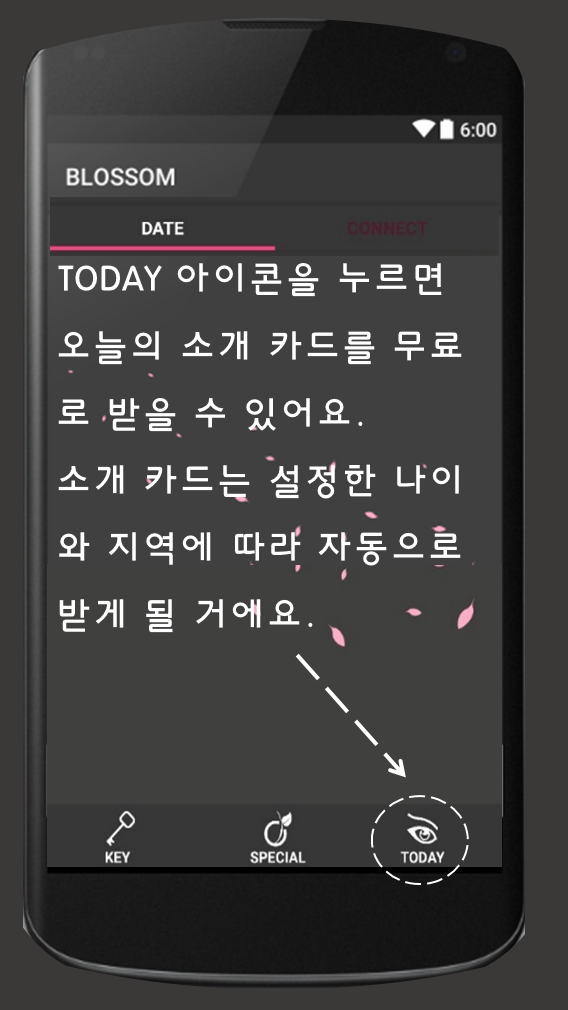 6:00
BLOSSOM
DATE CONNECT
TODAY 아이콘을 누르면
오늘의 소개 카드를 무료
로 받을 수 있어요.
소개 카드는 설정한 나이
와 지역에 따라 자동으로
받게 될 거에요.
KEY SPECIAL TODAY